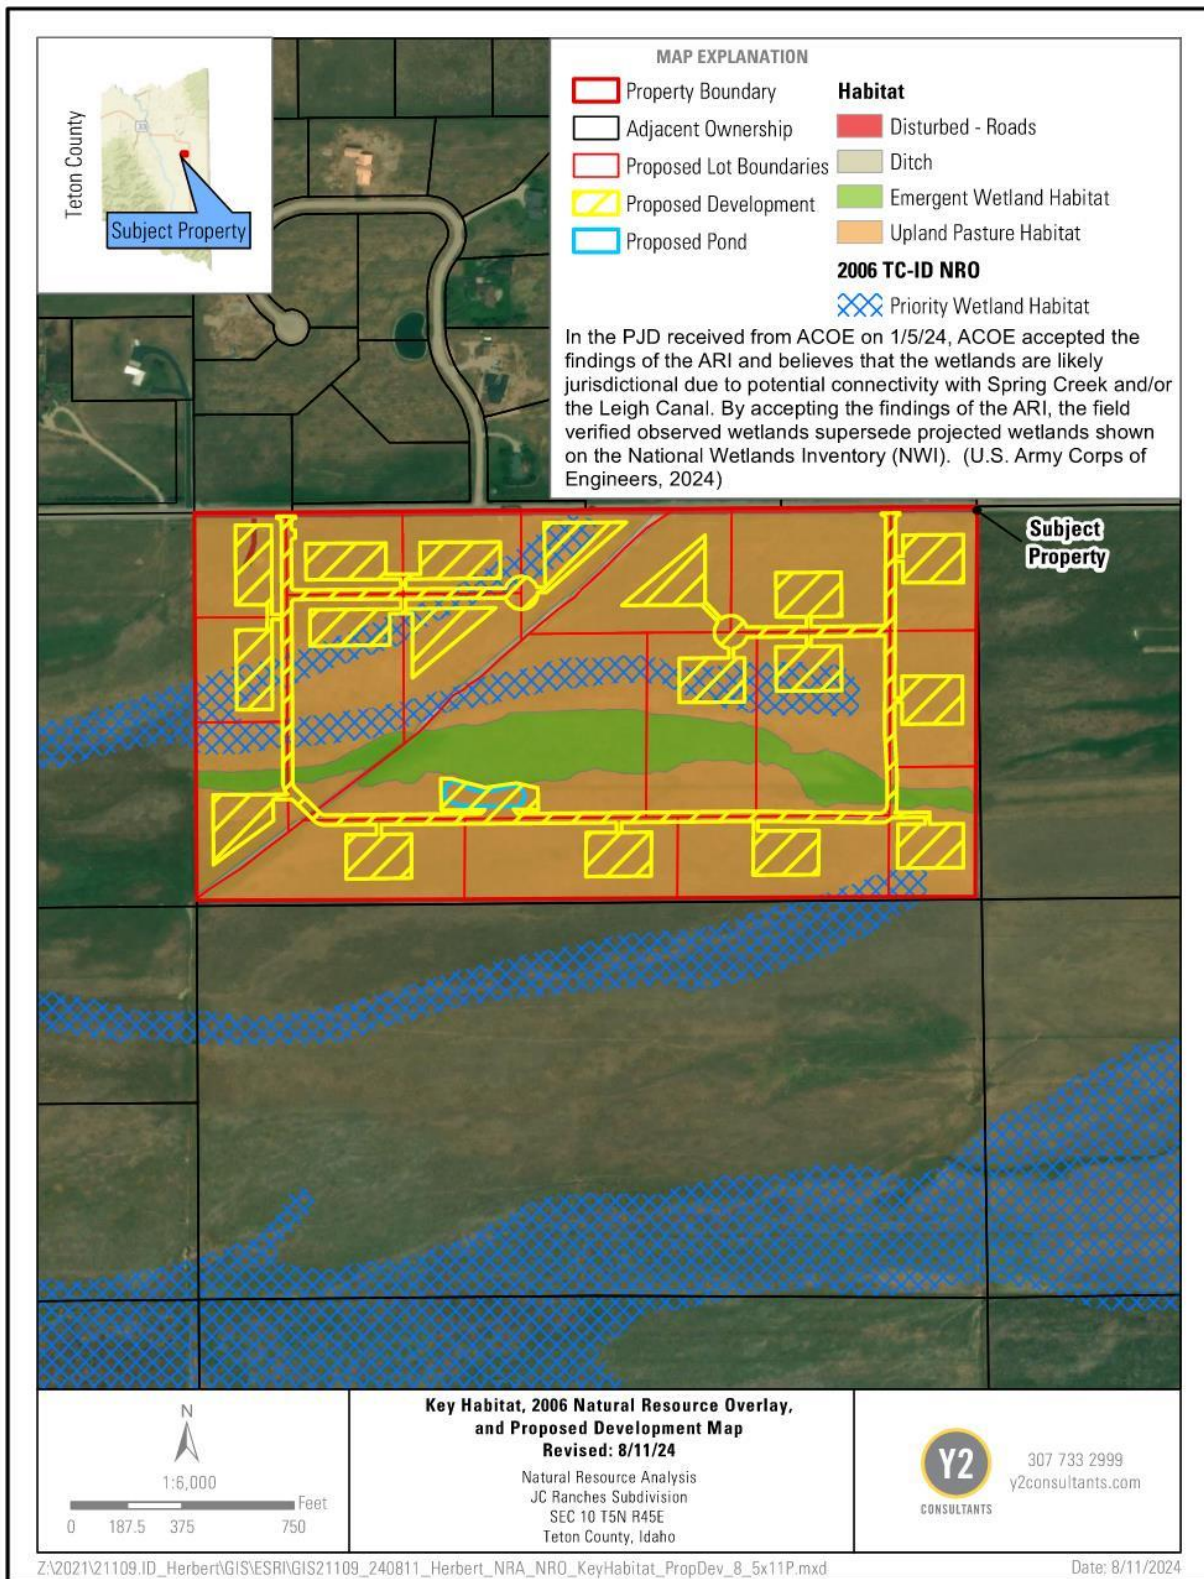 Teton County
33
Subject Property
MAP EXPLANATION
Property Boundary
Adjacent Ownership
Proposed Lot Boundaries
Proposed Development
Proposed Pond
Habitat
Disturbed - Roads
Ditch
Emergent Wetland Habitat
Upland Pasture Habitat
2006 TC-ID NRO
Priority Wetland Habitat
In the PJD received from ACOE on 1/5/24, ACOE accepted the
findings of the ARI and believes that the wetlands are likely
jurisdictional due to potential connectivity with Spring Creek and/or
the Leigh Canal. By accepting the findings of the ARI, the field
verified observed wetlands supersede projected wetlands shown
on the National Wetlands Inventory (NWI). (U.S. Army Corps of
Engineers, 2024)
Subject
Property
N
1:6,000
Feet
0 187.5 375 750
Key Habitat, 2006 Natural Resource Overlay,
and Proposed Development Map
Revised: 8/11/24
Natural Resource Analysis
JC Ranches Subdivision
SEC 10 T5N R45E
Teton County, Idaho
Y2
CONSULTANTS
307 733 2999
y2consultants.com
Z:\2021\21109.ID_Herbert\GIS\ESRI\GIS21109_240811_Herbert_NRA_NRO_KeyHabitat_PropDev_8_5x11P.mxd
Date: 8/11/2024